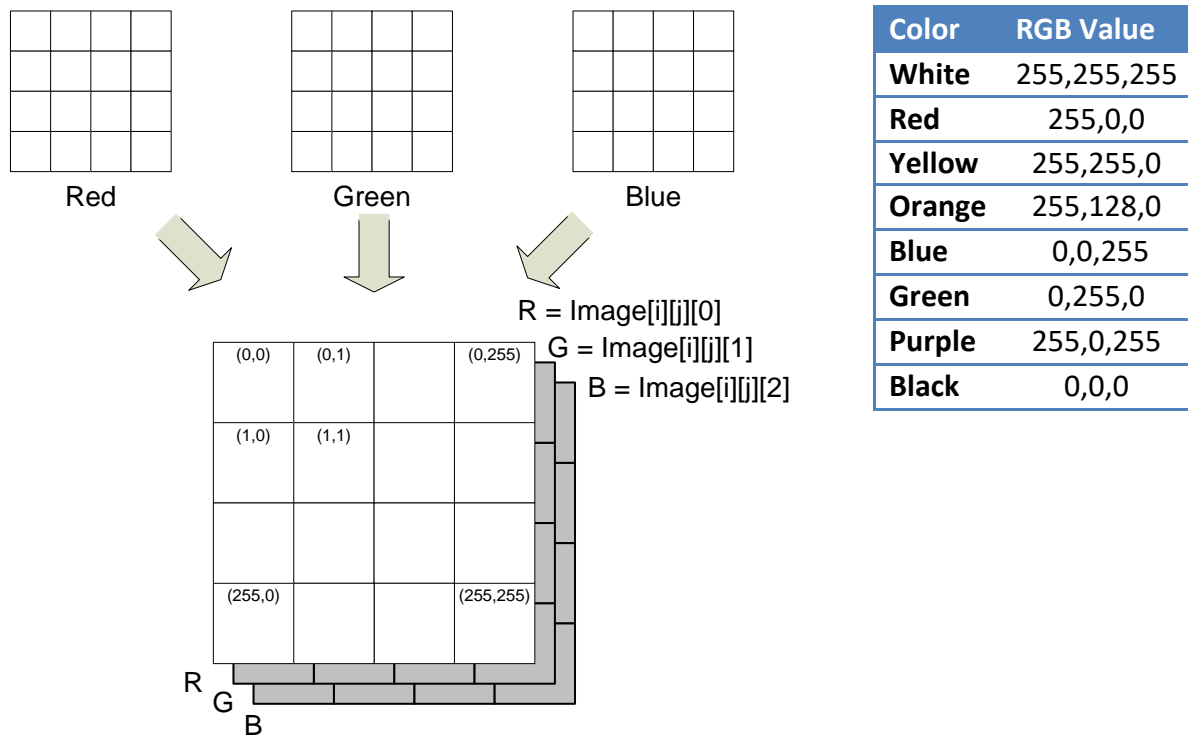 Red Green Blue
R = Image[i][j][0]
G = Image[i][j][1]
B = Image[i][j][2]
(0,0) (0,1) (0,255)
(1,0) (1,1)
(255,0) (255,255)
R
G
B
Color RGB Value
White 255,255,255
Red 255,0,0
Yellow 255,255,0
Orange 255,128,0
Blue 0,0,255
Green 0,255,0
Purple 255,0,255
Black 0,0,0